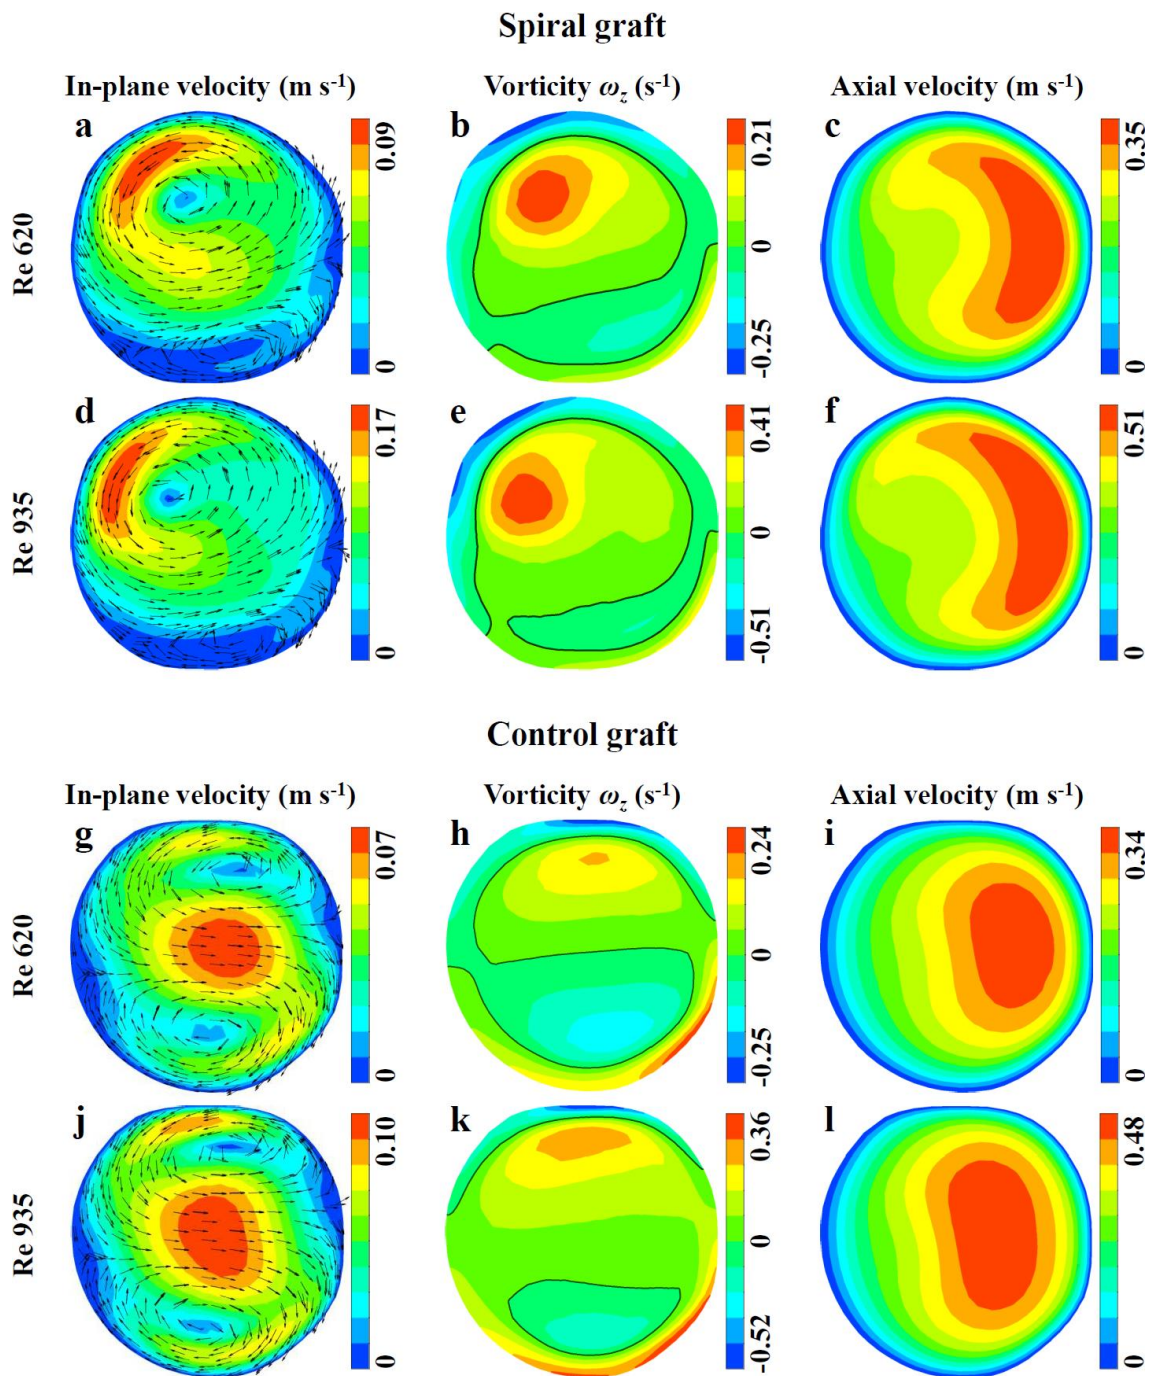 Spiral graft
In-plane velocity (m s⁻¹) Vorticity ω_z (s⁻¹) Axial velocity (m s⁻¹)
Re 620
a 0.09 0
b 0.21 0 -0.25
c 0.35 0
Re 935
d 0.17 0
e 0.41 0 -0.51
f 0.51 0
Control graft
In-plane velocity (m s⁻¹) Vorticity ω_z (s⁻¹) Axial velocity (m s⁻¹)
Re 620
g 0.07 0
h 0.24 0 -0.25
i 0.34 0
Re 935
j 0.10 0
k 0.36 0 -0.52
l 0.48 0